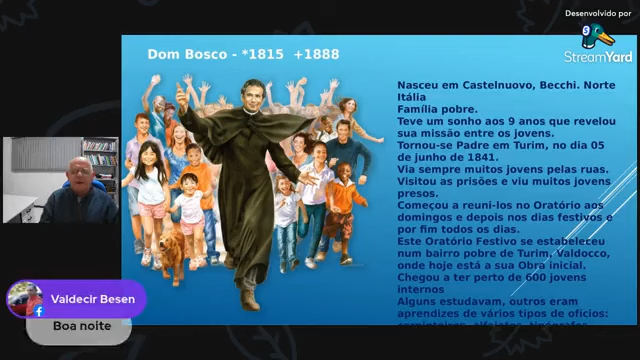 Desenvolvido por
StreamYard
Dom Bosco - *1815  +1888
Nasceu em Castelnuovo, Becchi. Norte
Itália
Família pobre.
Teve um sonho aos 9 anos que revelou
sua missão entre os jovens.
Tornou-se Padre em Turim, no dia 05
de junho de 1841.
Via sempre muitos jovens pelas ruas.
Visitou as prisões e viu muitos jovens
presos.
Começou a reuni-los no Oratório aos
domingos e depois nos dias festivos e
por fim todos os dias.
Este Oratório Festivo se estabeleceu
num bairro pobre de Turim, Valdocco,
onde hoje está a sua Obra inicial.
Chegou a ter perto de 600 jovens
internos
Alguns estudavam, outros eram
aprendizes de vários tipos de ofícios:
carpinteiros, alfaiates, tipógrafos
Valdecir Besen
Boa noite